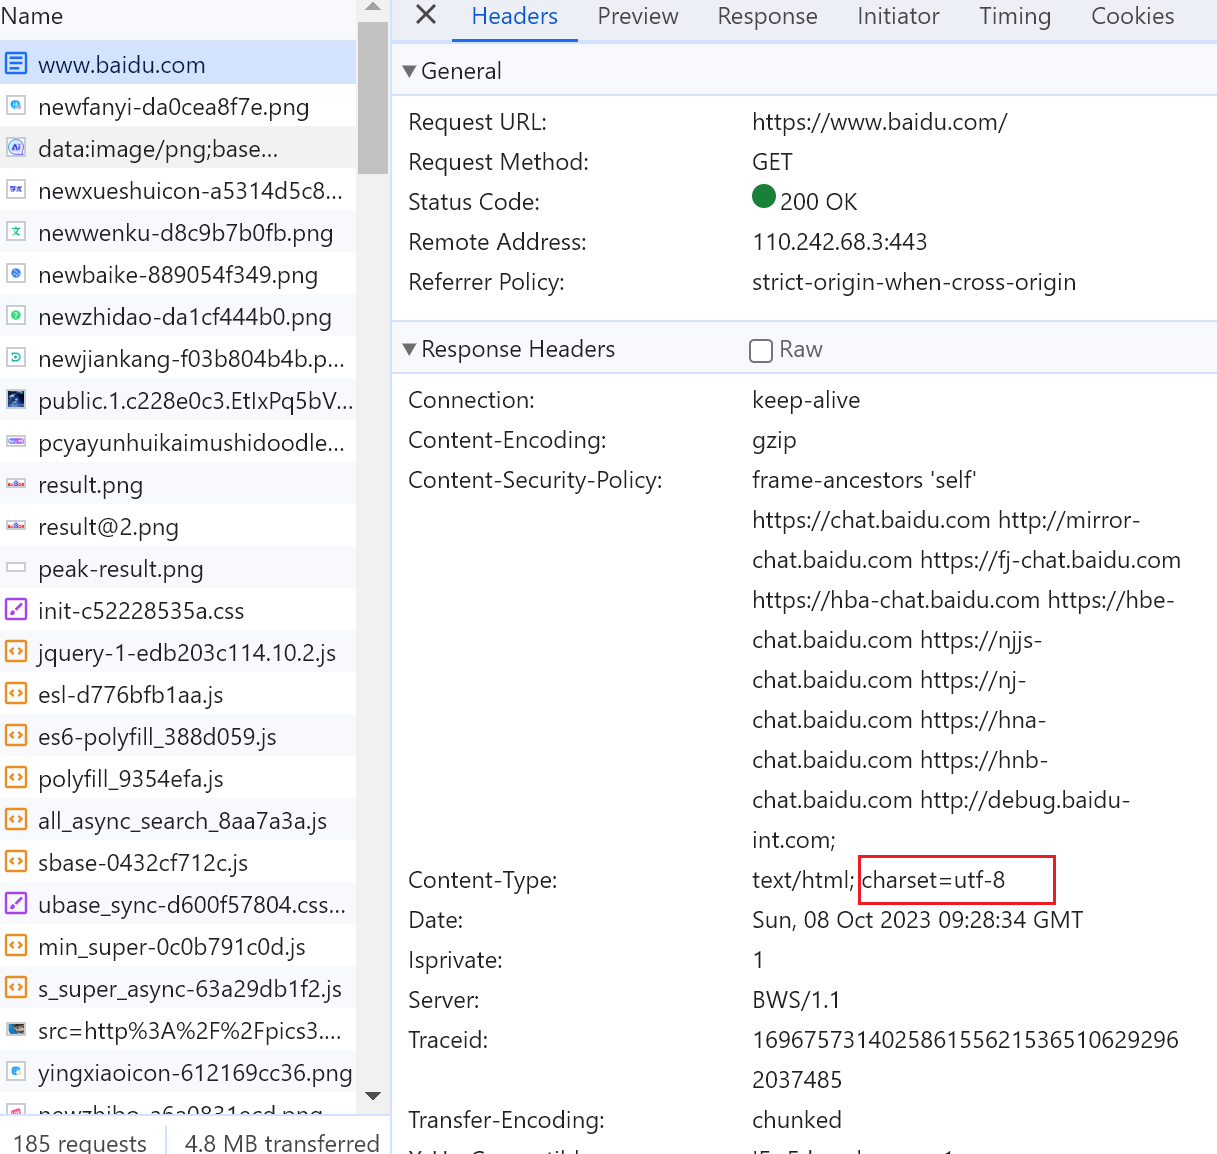 Name
www.baidu.com
newfanyi-da0cea8f7e.png
data:image/png;base...
newxueshuicon-a5314d5c8...
newwenku-d8c9b7b0fb.png
newbaike-889054f349.png
newzhidao-da1cf444b0.png
newjiankang-f03b804b4b.p...
public.1.c228e0c3.EtIxPq5bV...
pcyayunhuikaimushidoodle...
result.png
result@2.png
peak-result.png
init-c52228535a.css
jquery-1-edb203c114.10.2.js
esl-d776bfb1aa.js
es6-polyfill_388d059.js
polyfill_9354efa.js
all_async_search_8aa7a3a.js
sbase-0432cf712c.js
ubase_sync-d600f57804.css...
min_super-0c0b791c0d.js
s_super_async-63a29db1f2.js
src=http%3A%2F%2Fpics3....
yingxiaoicon-612169cc36.png
newzhibo-a6a0831ecd.png
185 requests 4.8 MB transferred
Headers Preview Response Initiator Timing Cookies
General
Request URL: https://www.baidu.com/
Request Method: GET
Status Code: 200 OK
Remote Address: 110.242.68.3:443
Referrer Policy: strict-origin-when-cross-origin
Response Headers Raw
Connection: keep-alive
Content-Encoding: gzip
Content-Security-Policy: frame-ancestors 'self'
https://chat.baidu.com http://mirror-
chat.baidu.com https://fj-chat.baidu.com
https://hba-chat.baidu.com https://hbe-
chat.baidu.com https://njjs-
chat.baidu.com https://nj-
chat.baidu.com https://hna-
chat.baidu.com https://hnb-
chat.baidu.com http://debug.baidu-
int.com;
Content-Type: text/html; charset=utf-8
Date: Sun, 08 Oct 2023 09:28:34 GMT
Isprivate: 1
Server: BWS/1.1
Traceid: 169675731402586155621536510629296
2037485
Transfer-Encoding: chunked